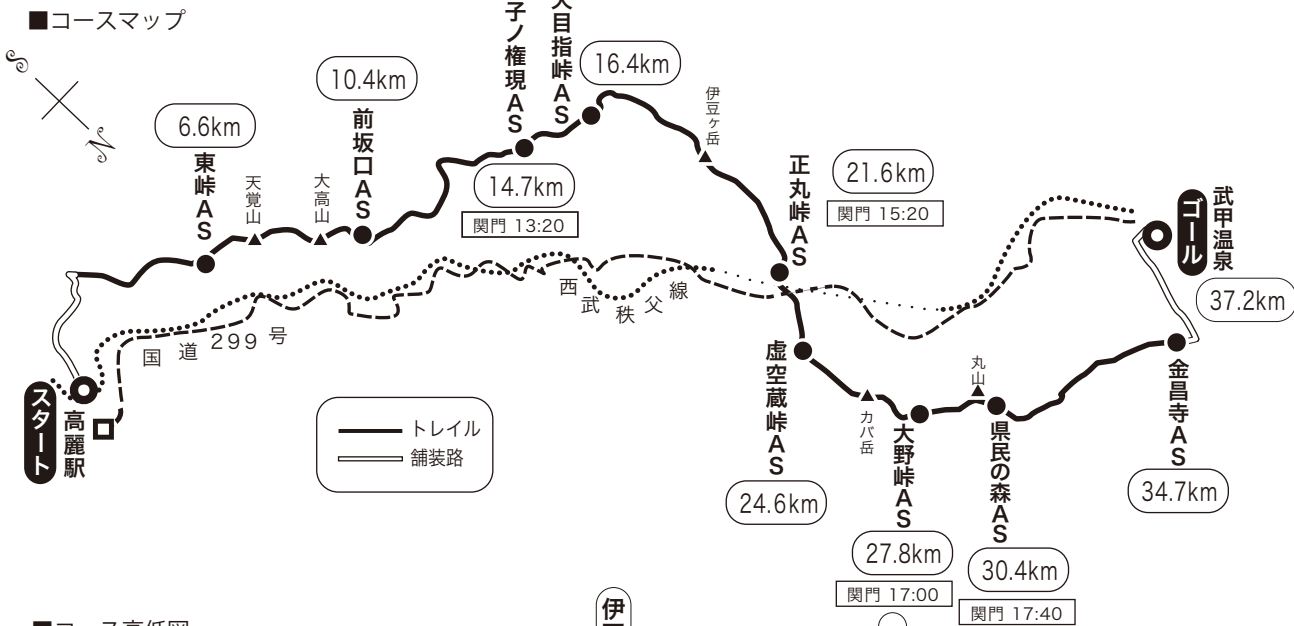 ■コースマップ
S
N
6.6km
東峠AS
天覚山
大高山
10.4km
前坂口AS
子ノ権現AS
14.7km
関門 13:20
目指峠AS
16.4km
伊豆ヶ岳
正丸峠AS
21.6km
関門 15:20
ゴール
武甲温泉
37.2km
西武秩父線
国道299号
スタート
高麗駅
トレイル
舗装路
虚空蔵峠AS
24.6km
カバ岳
大野峠AS
27.8km
関門 17:00
丸山
県民の森AS
30.4km
関門 17:40
金昌寺AS
34.7km
伊